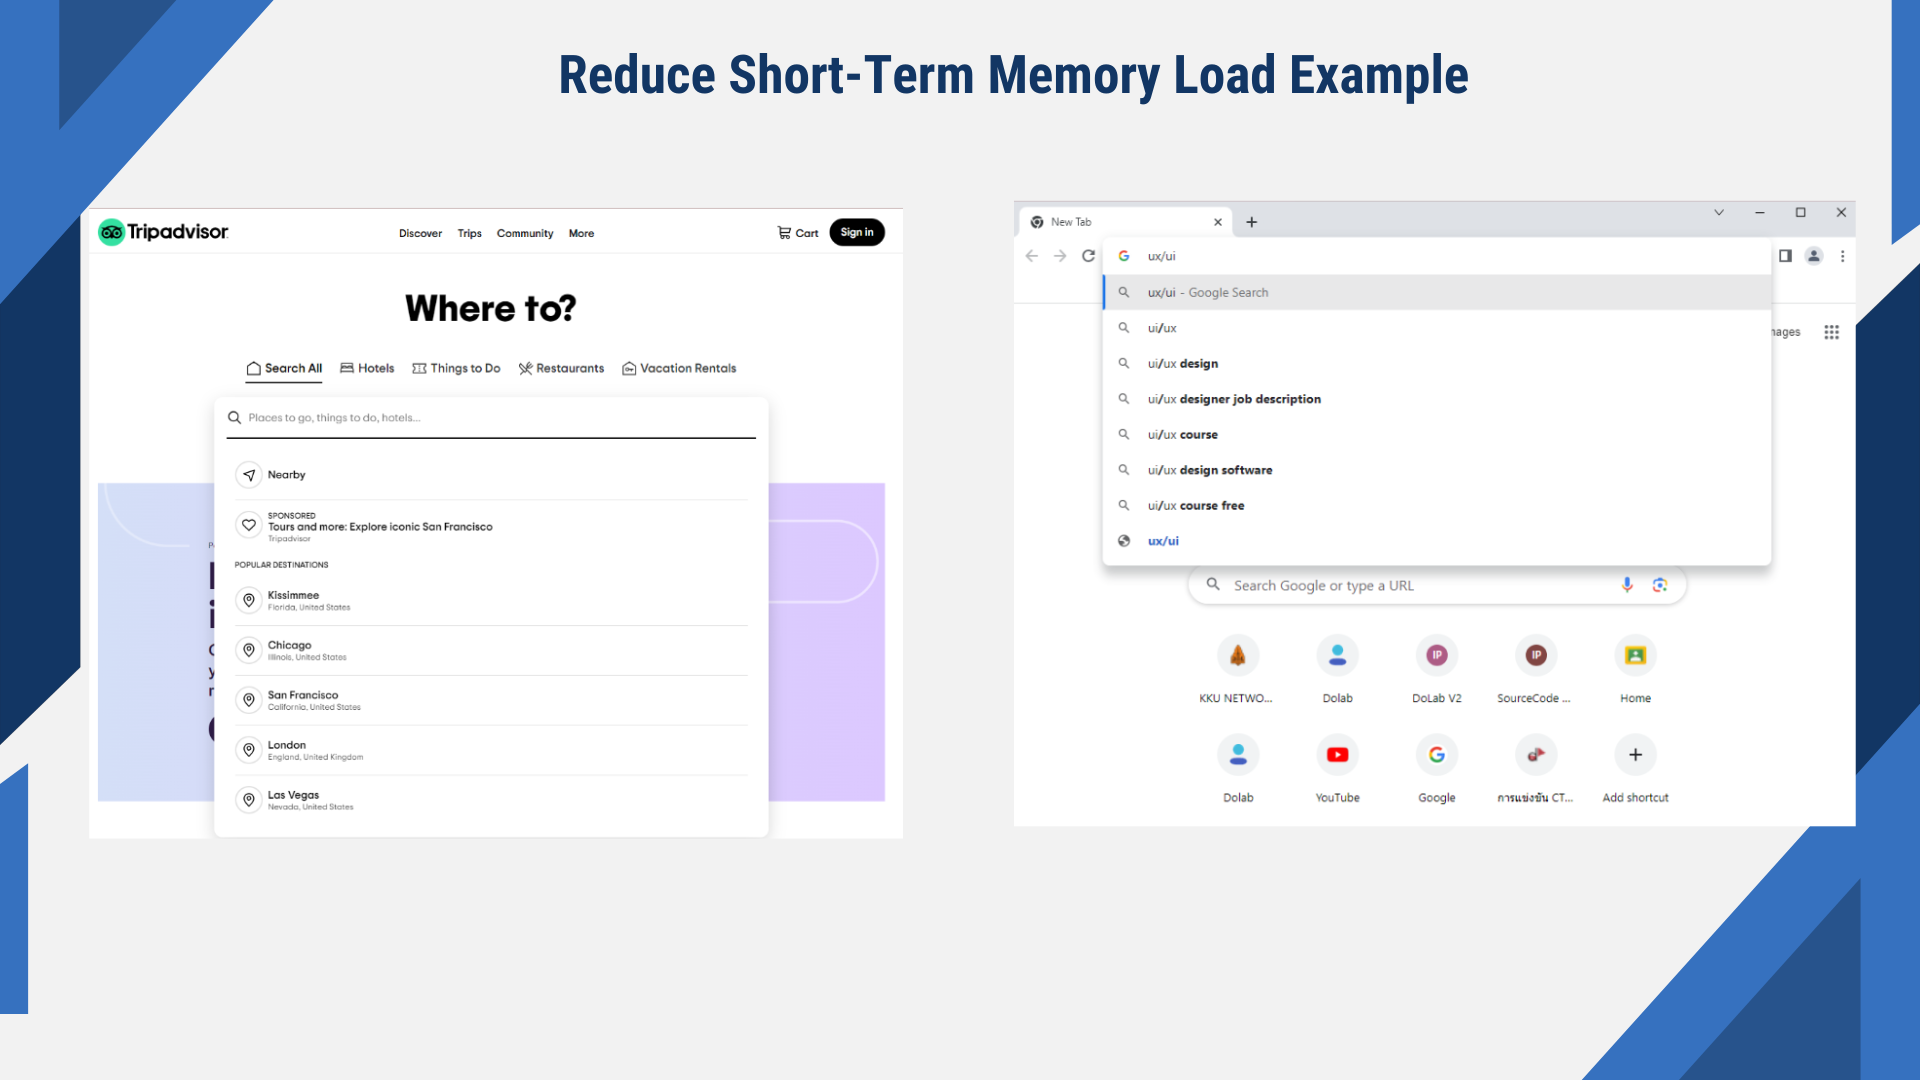 Reduce Short-Term Memory Load Example
Tripadvisor
Discover Trips Community More
Cart Sign in
Where to?
Search All Hotels Things to Do Restaurants Vacation Rentals
Places to go, things to do, hotels...
Nearby
SPONSORED
Tours and more: Explore iconic San Francisco
Tripadvisor
POPULAR DESTINATIONS
Kissimmee
Florida, United States
Chicago
Illinois, United States
San Francisco
California, United States
London
England, United Kingdom
Las Vegas
Nevada, United States
New Tab
ux/ui
ux/ui - Google Search
ui/ux
ui/ux design
ui/ux designer job description
ui/ux course
ui/ux design software
ui/ux course free
ux/ui
Search Google or type a URL
IP IP
KKU NETWO... Dolab DoLab V2 SourceCode ... Home
Dolab YouTube Google การแข่งขัน CT... Add shortcut